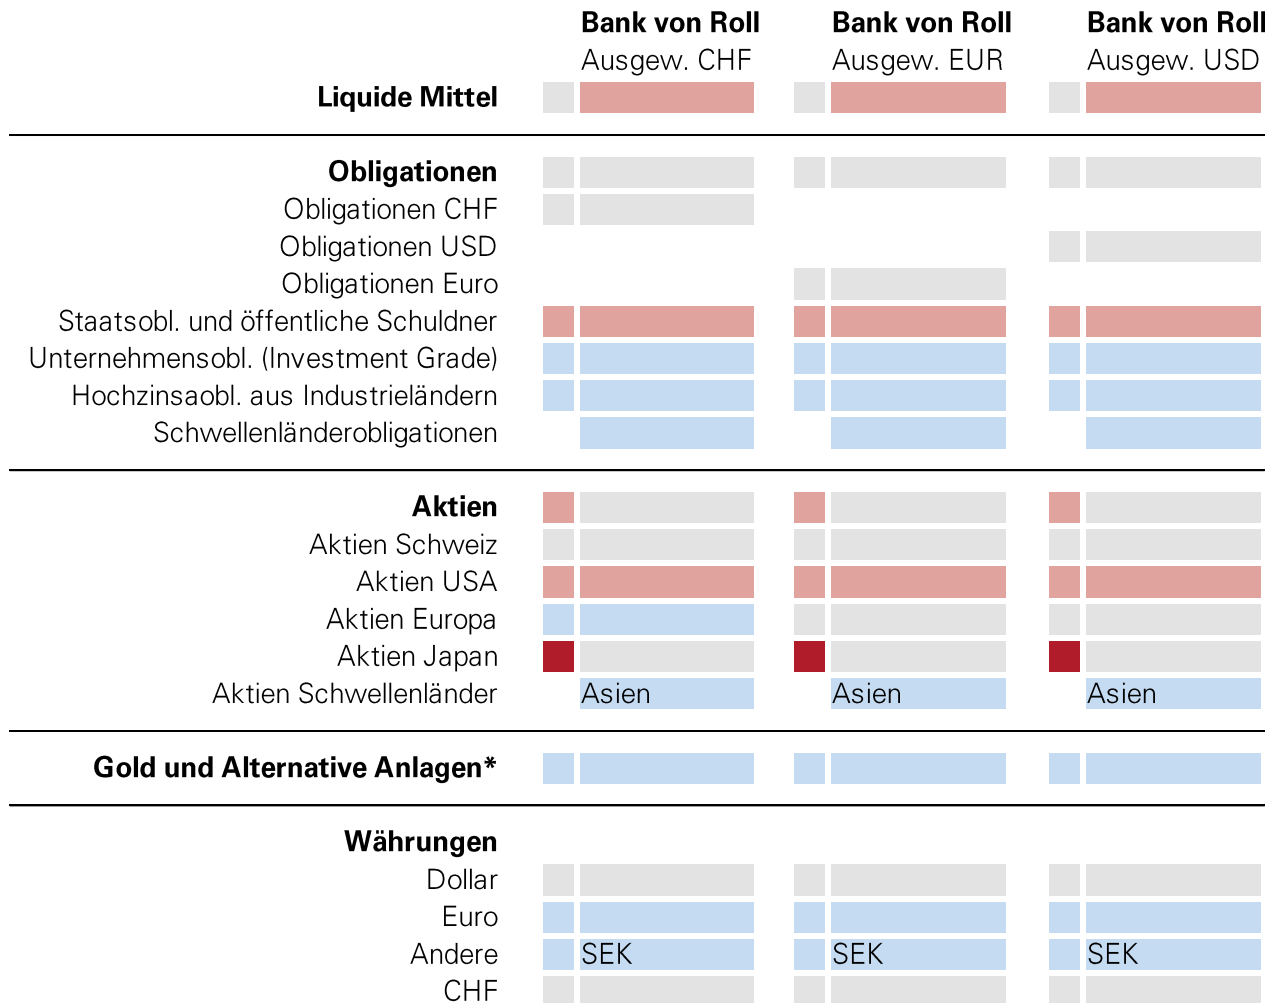 Bank von Roll Bank von Roll Bank von Roll
Ausgew. CHF Ausgew. EUR Ausgew. USD
Liquide Mittel
Obligationen
Obligationen CHF
Obligationen USD
Obligationen Euro
Staatsobl. und öffentliche Schuldner
Unternehmensobl. (Investment Grade)
Hochzinsaobl. aus Industrieländern
Schwellenländerobligationen
Aktien
Aktien Schweiz
Aktien USA
Aktien Europa
Aktien Japan
Aktien Schwellenländer Asien Asien Asien
Gold und Alternative Anlagen*
Währungen
Dollar
Euro
Andere SEK SEK SEK
CHF